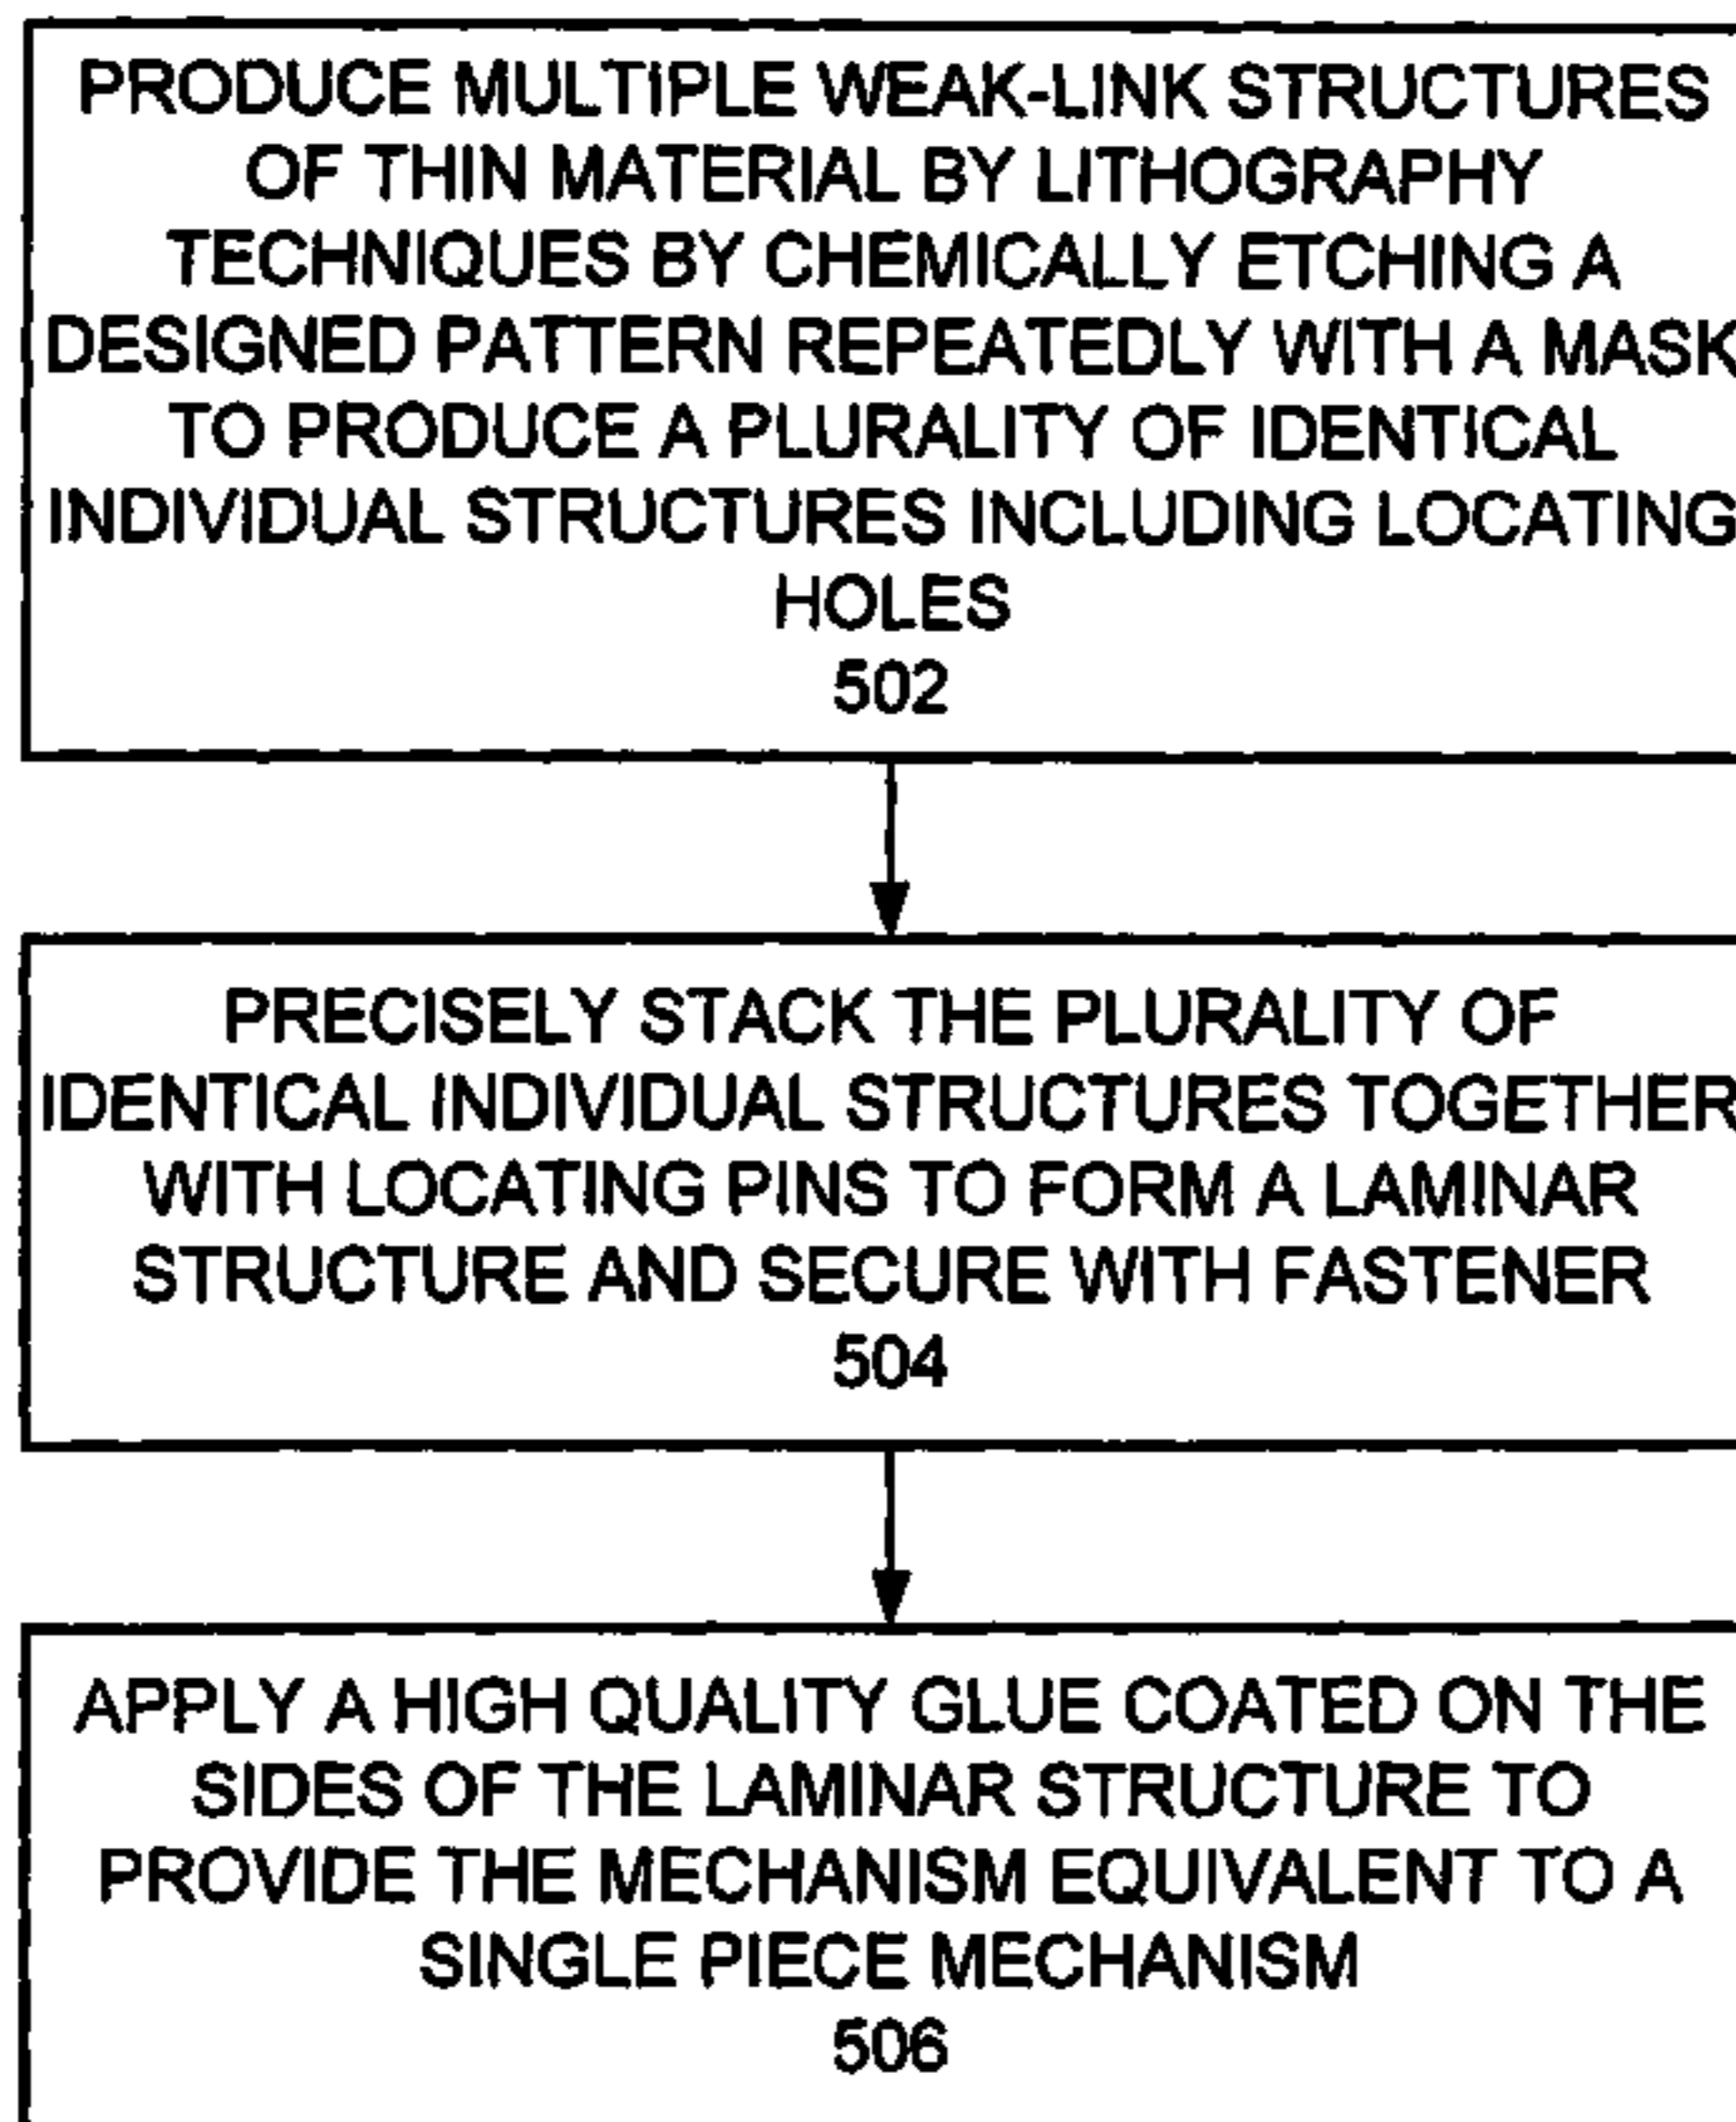 PRODUCE MULTIPLE WEAK-LINK STRUCTURES
OF THIN MATERIAL BY LITHOGRAPHY
TECHNIQUES BY CHEMICALLY ETCHING A
DESIGNED PATTERN REPEATEDLY WITH A MASK
TO PRODUCE A PLURALITY OF IDENTICAL
INDIVIDUAL STRUCTURES INCLUDING LOCATING
HOLES
502
PRECISELY STACK THE PLURALITY OF
IDENTICAL INDIVIDUAL STRUCTURES TOGETHER
WITH LOCATING PINS TO FORM A LAMINAR
STRUCTURE AND SECURE WITH FASTENER
504
APPLY A HIGH QUALITY GLUE COATED ON THE
SIDES OF THE LAMINAR STRUCTURE TO
PROVIDE THE MECHANISM EQUIVALENT TO A
SINGLE PIECE MECHANISM
506